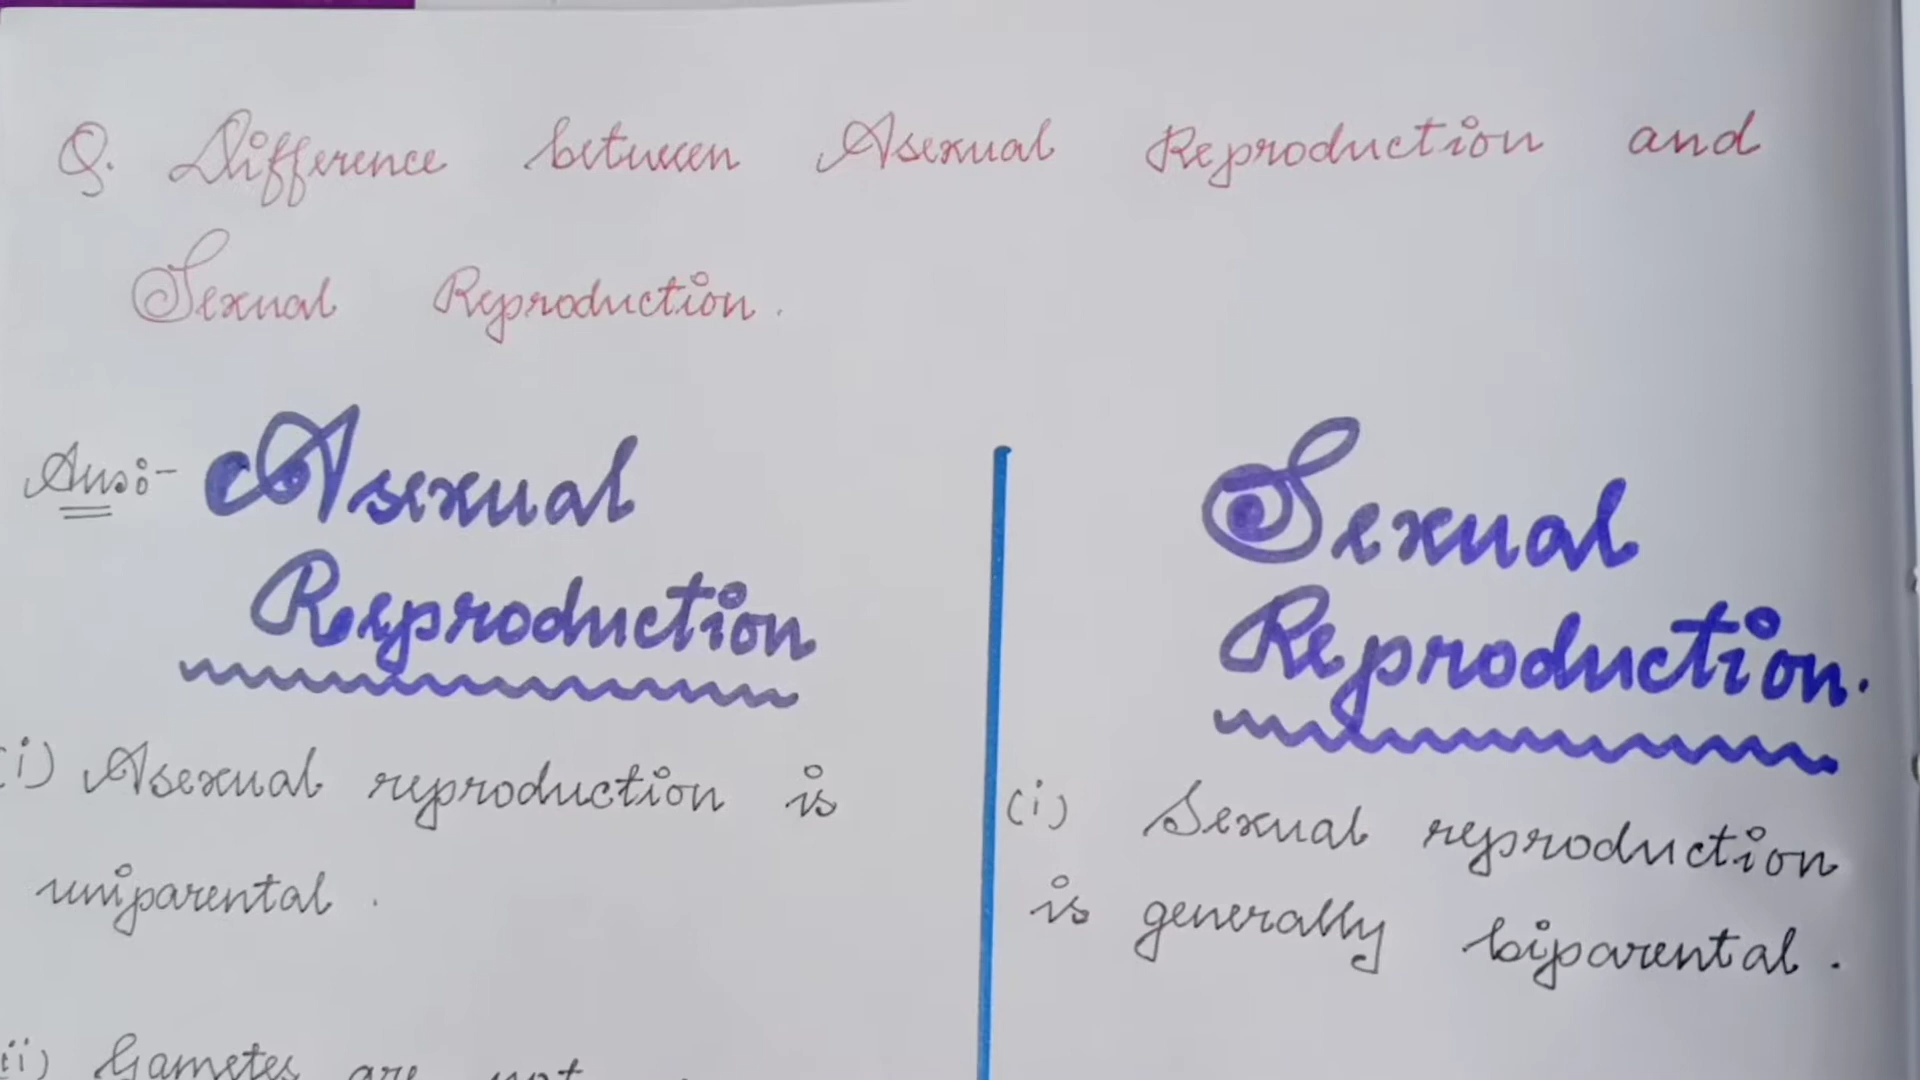 Q. Difference between Asexual Reproduction and
Sexual Reproduction.
Ans:- Asexual
Reproduction
(i) Asexual reproduction is
uniparental.
(ii) Gametes are not
Sexual
Reproduction.
(i) Sexual reproduction
is generally biparental.